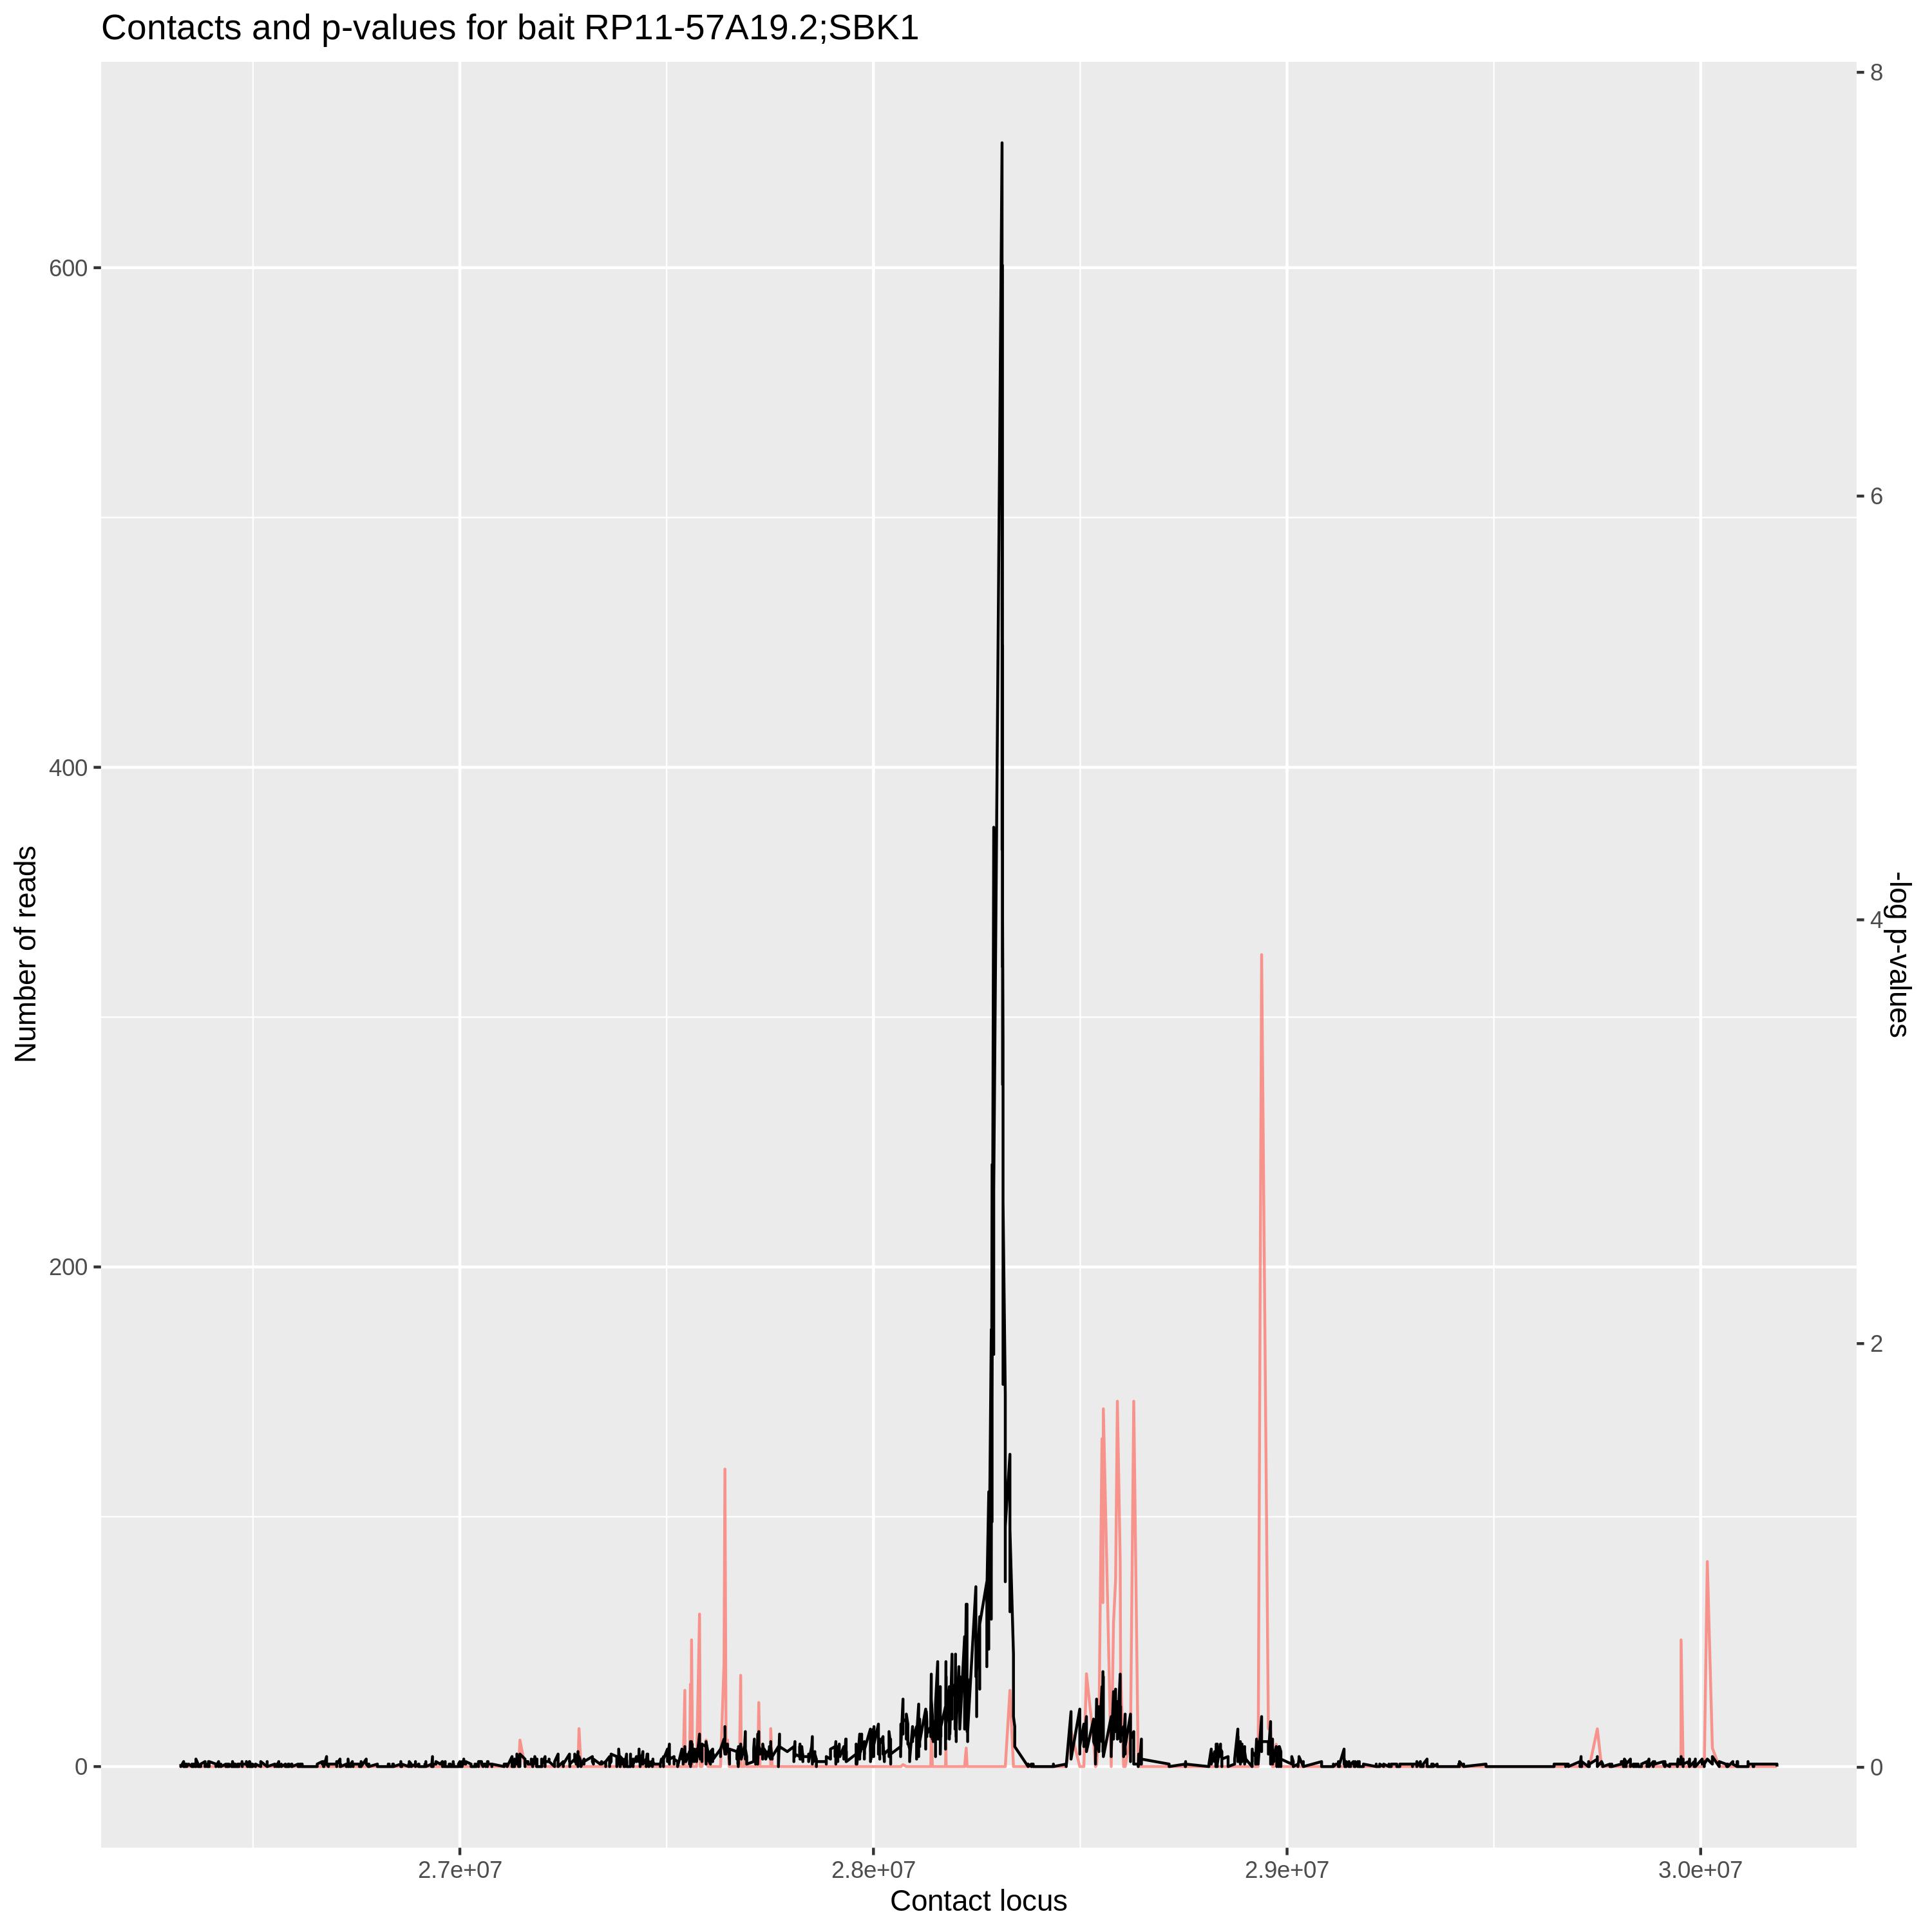 Contacts and p-values for bait RP11-57A19.2;SBK1
8
600
6
400
4
Number of reads
-log p-values
200
2
0
0
2.7e+07
2.8e+07
2.9e+07
3.0e+07
Contact locus